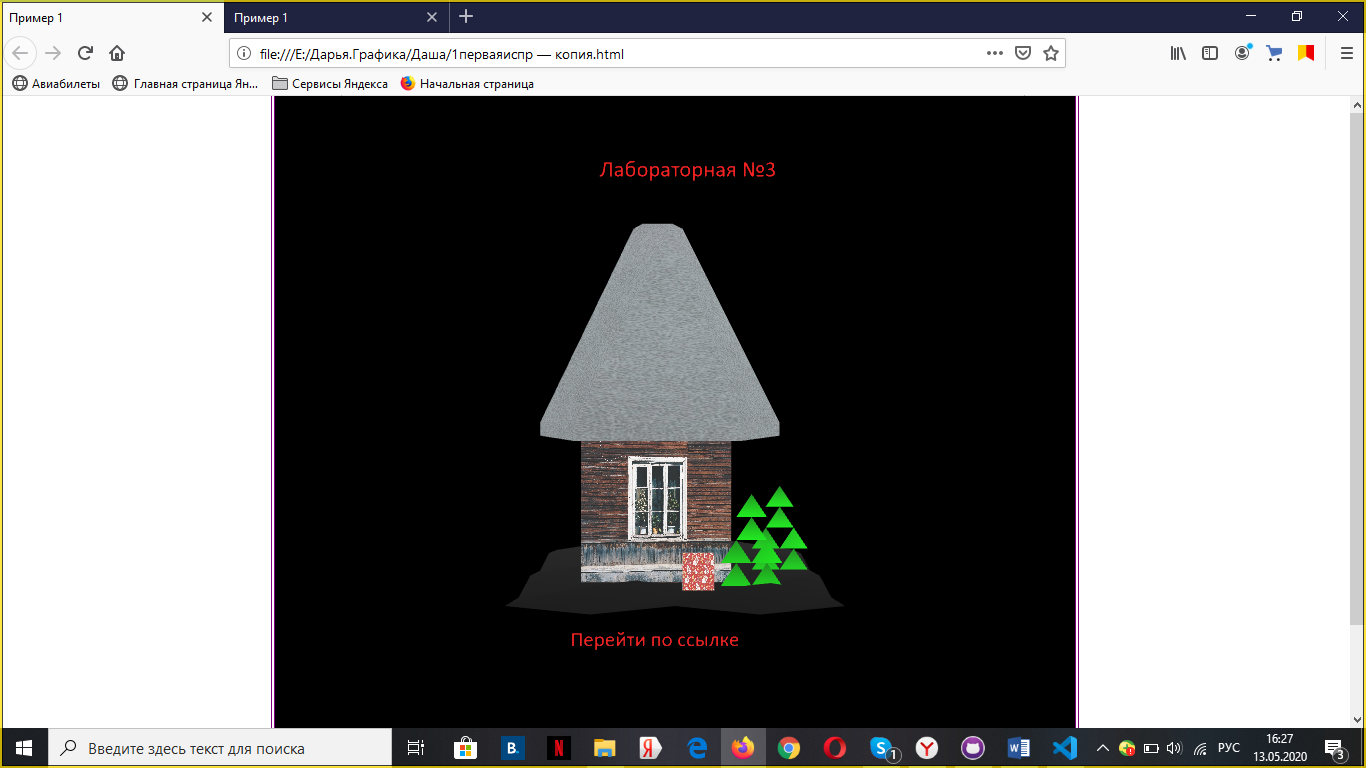 Пример 1
Пример 1
file:///E:/Дарья.Графика/Даша/1перваяиспр — копия.html
Авиабилеты
Главная страница Ян...
Сервисы Яндекса
Начальная страница
Лабораторная №3
Перейти по ссылке
Введите здесь текст для поиска
B.
N
Я
S
1
Y
W
РУС
16:27
13.05.2020
3